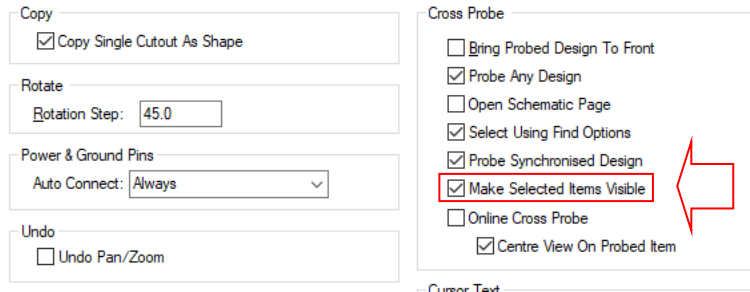 Copy
Copy Single Cutout As Shape
Rotate
Rotation Step: 45.0
Power & Ground Pins
Auto Connect: Always
Undo
Undo Pan/Zoom
Cross Probe
Bring Probed Design To Front
Probe Any Design
Open Schematic Page
Select Using Find Options
Probe Synchronised Design
Make Selected Items Visible
Online Cross Probe
Centre View On Probed Item
Cursor Text